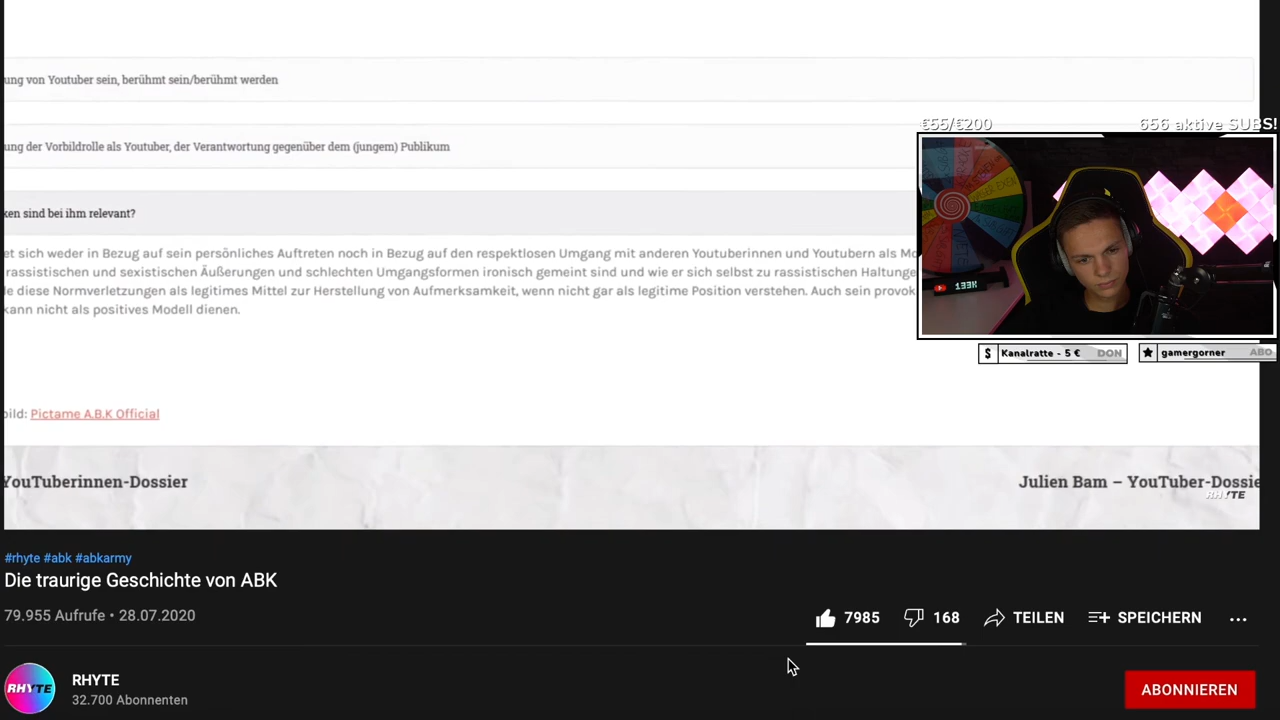 ung von Youtuber sein, berühmt sein/berühmt werden
ung der Vorbildrolle als Youtuber, der Verantwortung gegenüber dem (jungem) Publikum
ken sind bei ihm relevant?
et sich weder in Bezug auf sein persönliches Auftreten noch in Bezug auf den respektlosen Umgang mit anderen Youtuberinnen und Youtubern als Mo
rassistischen und sexistischen Äußerungen und schlechten Umgangsformen ironisch gemeint sind und wie er sich selbst zu rassistischen Haltunge
le diese Normverletzungen als legitimes Mittel zur Herstellung von Aufmerksamkeit, wenn nicht gar als legitime Position verstehen. Auch sein provok
kann nicht als positives Modell dienen.
€55/€200
656 aktive SUBS!
133K
$ Kanalratte - 5 € DON
gamergorner ABO
bild: Pictame A.B.K Official
YouTuberinnen-Dossier
Julien Bam – YouTuber-Dossie
RHYTE
#rhyte #abk #abkarmy
Die traurige Geschichte von ABK
79.955 Aufrufe • 28.07.2020
7985
168
TEILEN
SPEICHERN
RHYTE
RHYTE
32.700 Abonnenten
ABONNIEREN